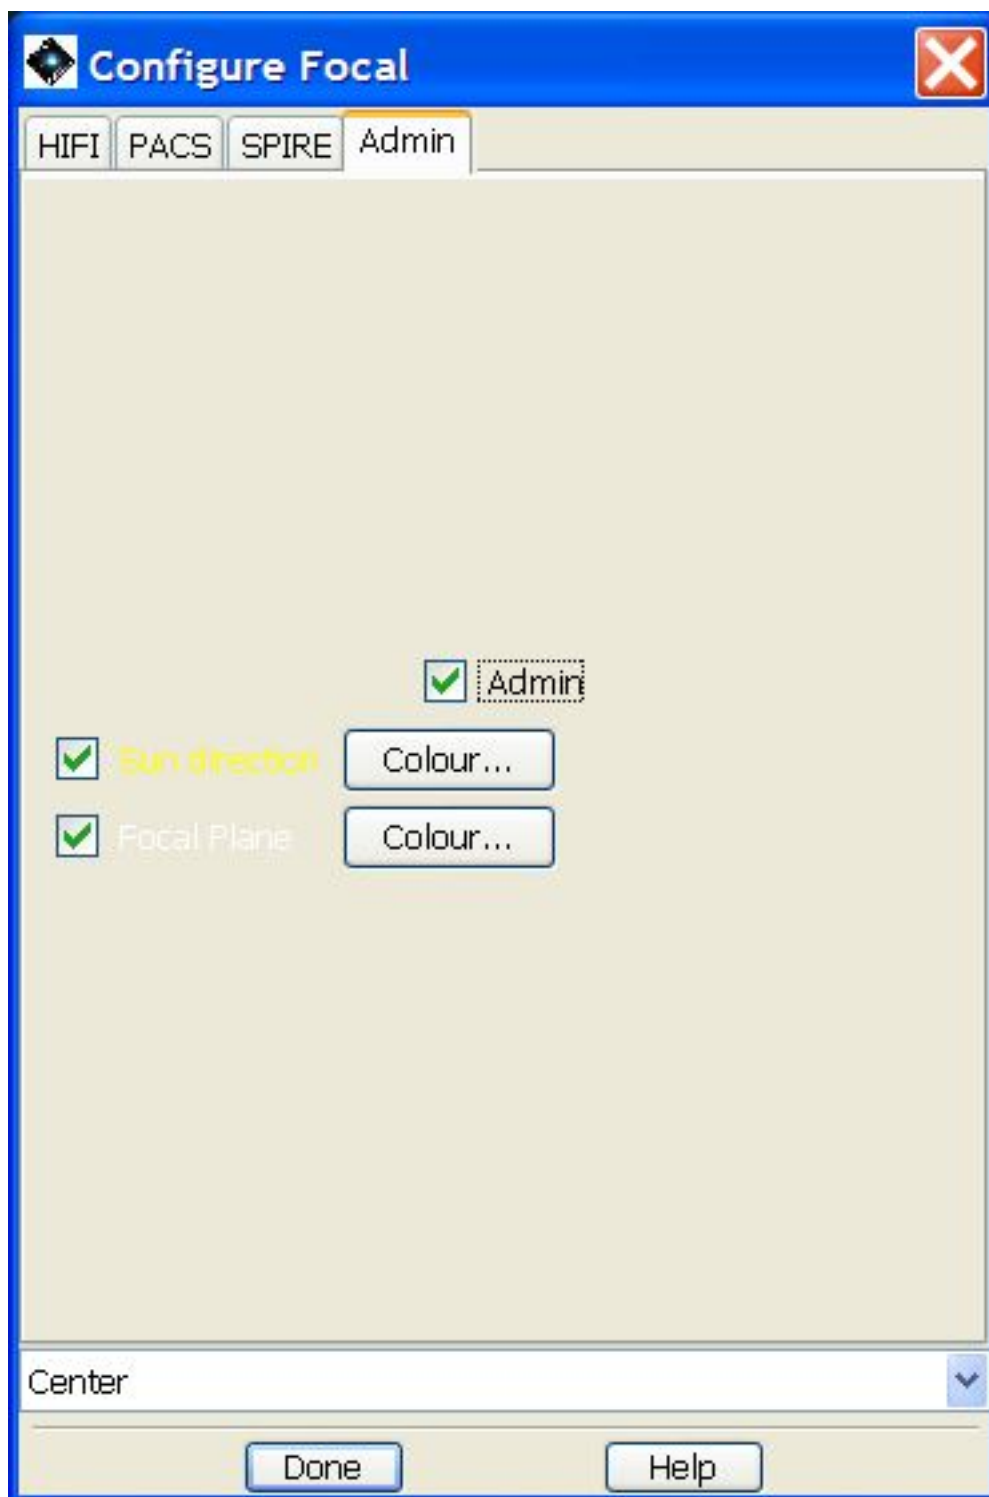 Configure Focal
HIFI PACS SPIRE Admin
Admin
Sun direction Colour...
Focal Plane Colour...
Center
Done Help